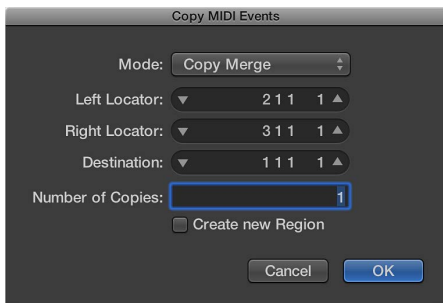 Copy MIDI Events
Mode: Copy Merge
Left Locator: 2 1 1 1
Right Locator: 3 1 1 1
Destination: 1 1 1 1
Number of Copies: 1
Create new Region
Cancel OK